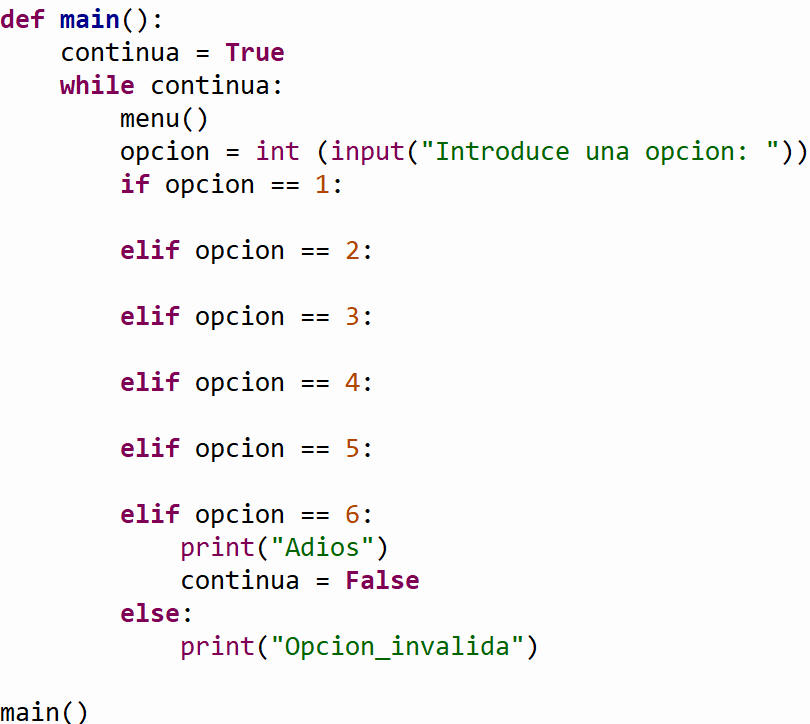 def main():
    continua = True
    while continua:
        menu()
        opcion = int (input("Introduce una opcion: "))
        if opcion == 1:
        elif opcion == 2:
        elif opcion == 3:
        elif opcion == 4:
        elif opcion == 5:
        elif opcion == 6:
            print("Adios")
            continua = False
        else:
            print("Opcion_invalida")
main()